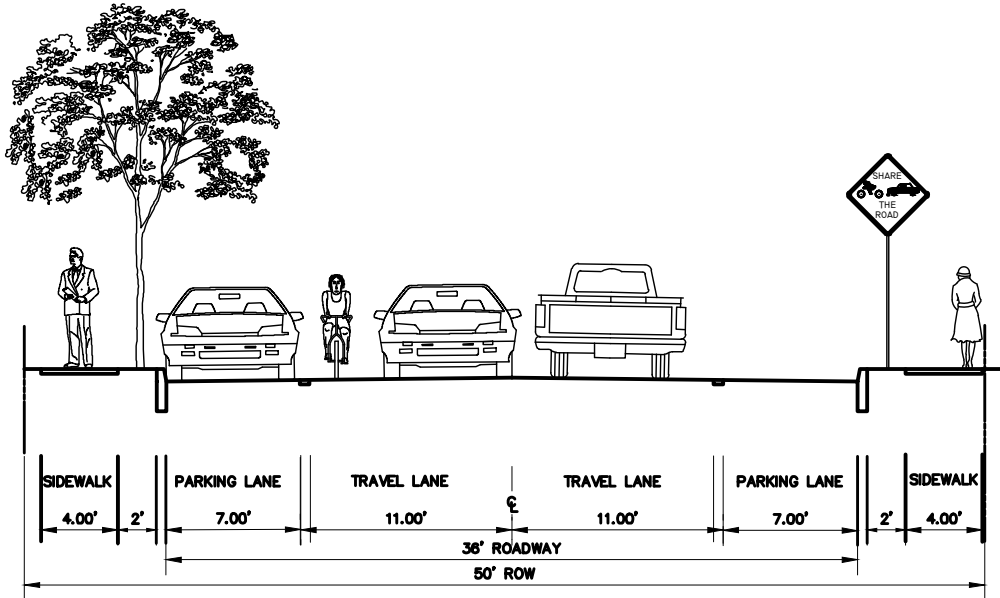 SHARE
THE
ROAD
SIDEWALK PARKING LANE TRAVEL LANE TRAVEL LANE PARKING LANE SIDEWALK
℄
4.00' 2' 7.00' 11.00' 11.00' 7.00' 2' 4.00'
36' ROADWAY
50' ROW